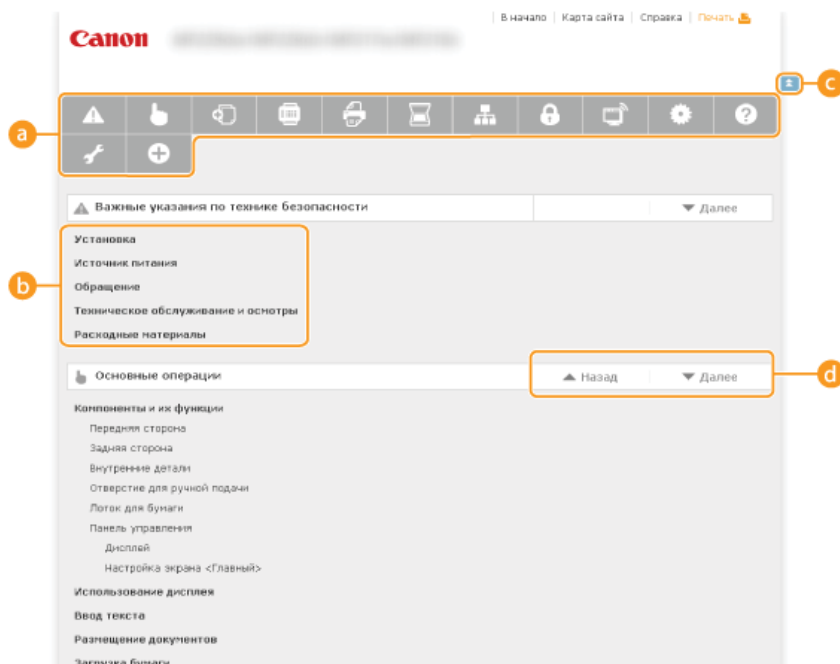 В начало | Карта сайта | Справка | Печать
Canon
c
a
Важные указания по технике безопасности
Далее
Установка
Источник питания
b
Обращение
Техническое обслуживание и осмотры
Расходные материалы
Основные операции
Назад
Далее
d
Компоненты и их функции
Передняя сторона
Задняя сторона
Внутренние детали
Отверстие для ручной подачи
Лоток для бумаги
Панель управления
Дисплей
Настройка экрана <Главный>
Использование дисплея
Ввод текста
Размещение документов
Загрузка бумаги